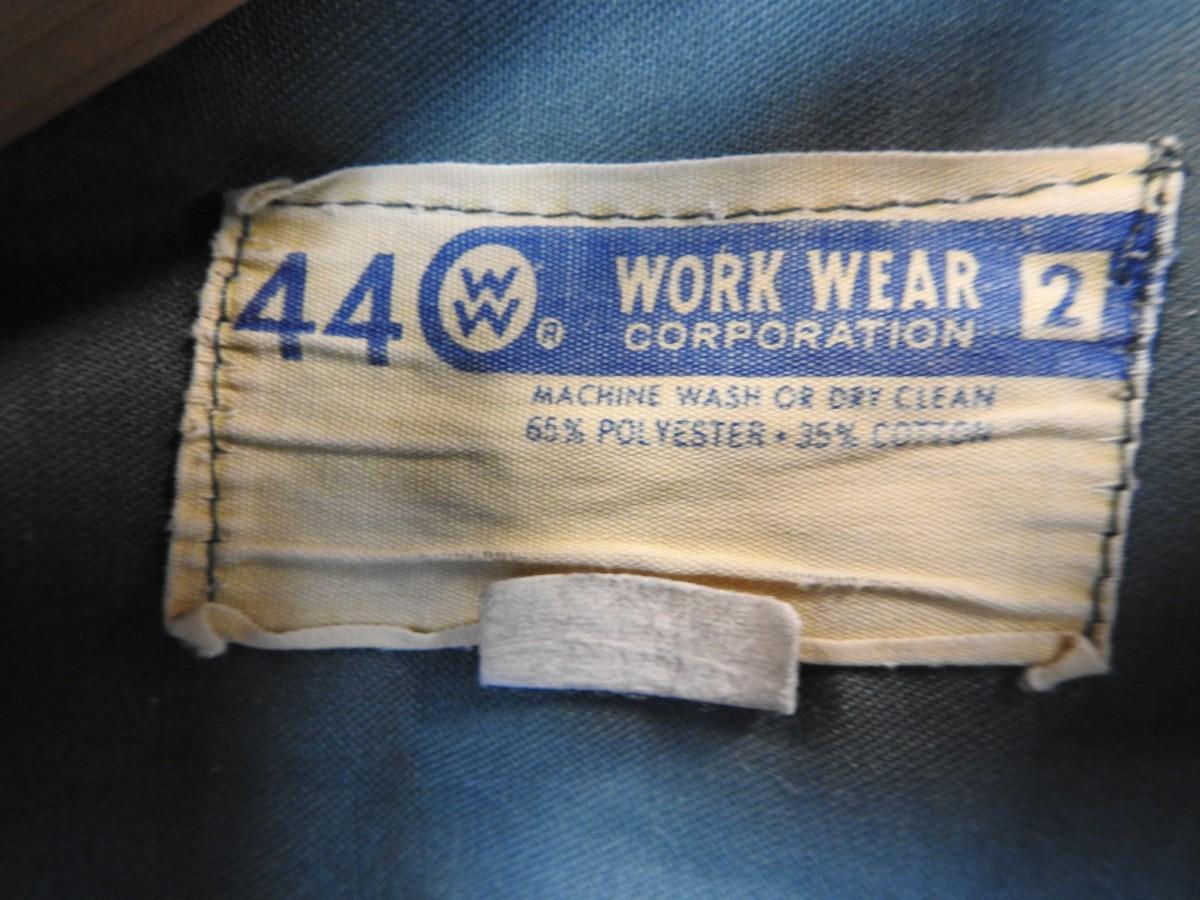 44 WW® WORK WEAR 2
CORPORATION
MACHINE WASH OR DRY CLEAN
65% POLYESTER • 35% COTTON